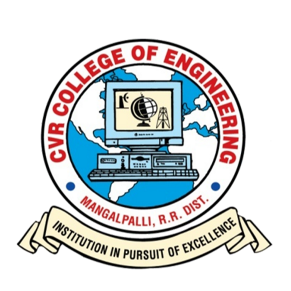 CVR COLLEGE OF ENGINEERING
MANGALPALLI, R.R. DIST.
INSTITUTION IN PURSUIT OF EXCELLENCE